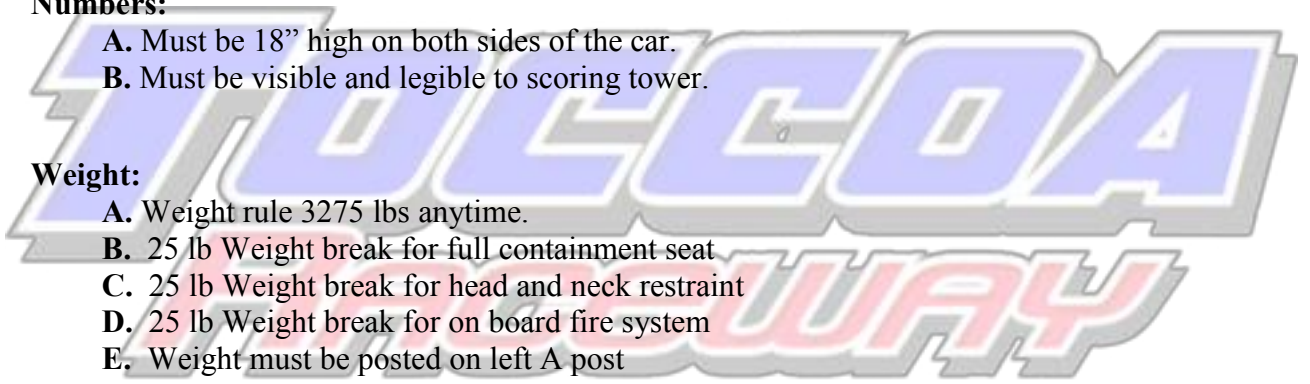 Numbers:
A. Must be 18” high on both sides of the car.
B. Must be visible and legible to scoring tower.
TOCCOA
RACEWAY
Weight:
A. Weight rule 3275 lbs anytime.
B. 25 lb Weight break for full containment seat
C. 25 lb Weight break for head and neck restraint
D. 25 lb Weight break for on board fire system
E. Weight must be posted on left A post